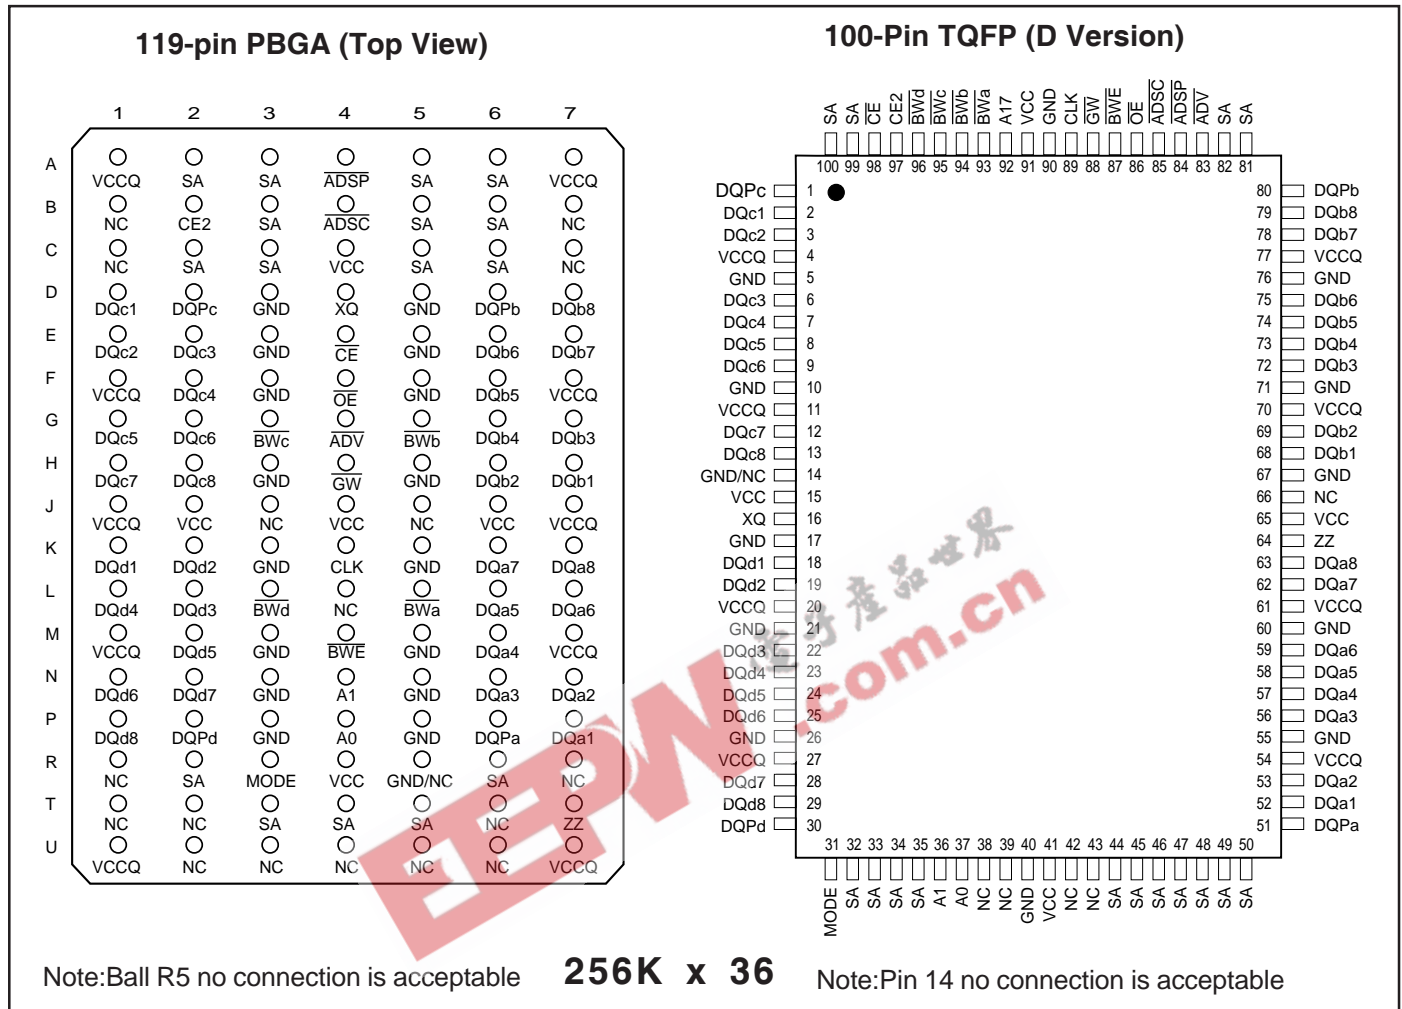 119-pin PBGA (Top View)
1 2 3 4 5 6 7
A
VCCQ SA SA ADSP SA SA VCCQ
B
NC CE2 SA ADSC SA SA NC
C
NC SA SA VCC SA SA NC
D
DQc1 DQPc GND XQ GND DQPb DQb8
E
DQc2 DQc3 GND CE GND DQb6 DQb7
F
VCCQ DQc4 GND OE GND DQb5 VCCQ
G
DQc5 DQc6 BWc ADV BWb DQb4 DQb3
H
DQc7 DQc8 GND GW GND DQb2 DQb1
J
VCCQ VCC NC VCC NC VCC VCCQ
K
DQd1 DQd2 GND CLK GND DQa7 DQa8
L
DQd4 DQd3 BWd NC BWa DQa5 DQa6
M
VCCQ DQd5 GND BWE GND DQa4 VCCQ
N
DQd6 DQd7 GND A1 GND DQa3 DQa2
P
DQd8 DQPd GND A0 GND DQPa DQa1
R
NC SA MODE VCC GND/NC SA NC
T
NC NC SA SA SA NC ZZ
U
VCCQ NC NC NC NC NC VCCQ
Note:Ball R5 no connection is acceptable
256K x 36
100-Pin TQFP (D Version)
SA SA CE CE2 BWd BWc BWb BWa A17 VCC GND CLK GW BWE OE ADSC ADSP ADV SA SA
100 99 98 97 96 95 94 93 92 91 90 89 88 87 86 85 84 83 82 81
DQPc 1 80 DQPb
DQc1 2 79 DQb8
DQc2 3 78 DQb7
VCCQ 4 77 VCCQ
GND 5 76 GND
DQc3 6 75 DQb6
DQc4 7 74 DQb5
DQc5 8 73 DQb4
DQc6 9 72 DQb3
GND 10 71 GND
VCCQ 11 70 VCCQ
DQc7 12 69 DQb2
DQc8 13 68 DQb1
GND/NC 14 67 GND
VCC 15 66 NC
XQ 16 65 VCC
GND 17 64 ZZ
DQd1 18 63 DQa8
DQd2 19 62 DQa7
VCCQ 20 61 VCCQ
GND 21 60 GND
DQd3 22 59 DQa6
DQd4 23 58 DQa5
DQd5 24 57 DQa4
DQd6 25 56 DQa3
GND 26 55 GND
VCCQ 27 54 VCCQ
DQd7 28 53 DQa2
DQd8 29 52 DQa1
DQPd 30 51 DQPa
31 32 33 34 35 36 37 38 39 40 41 42 43 44 45 46 47 48 49 50
MODE SA SA SA SA A1 A0 NC NC GND VCC NC NC SA SA SA SA SA SA SA
Note:Pin 14 no connection is acceptable
EEPW
电子產品世界
.com.cn